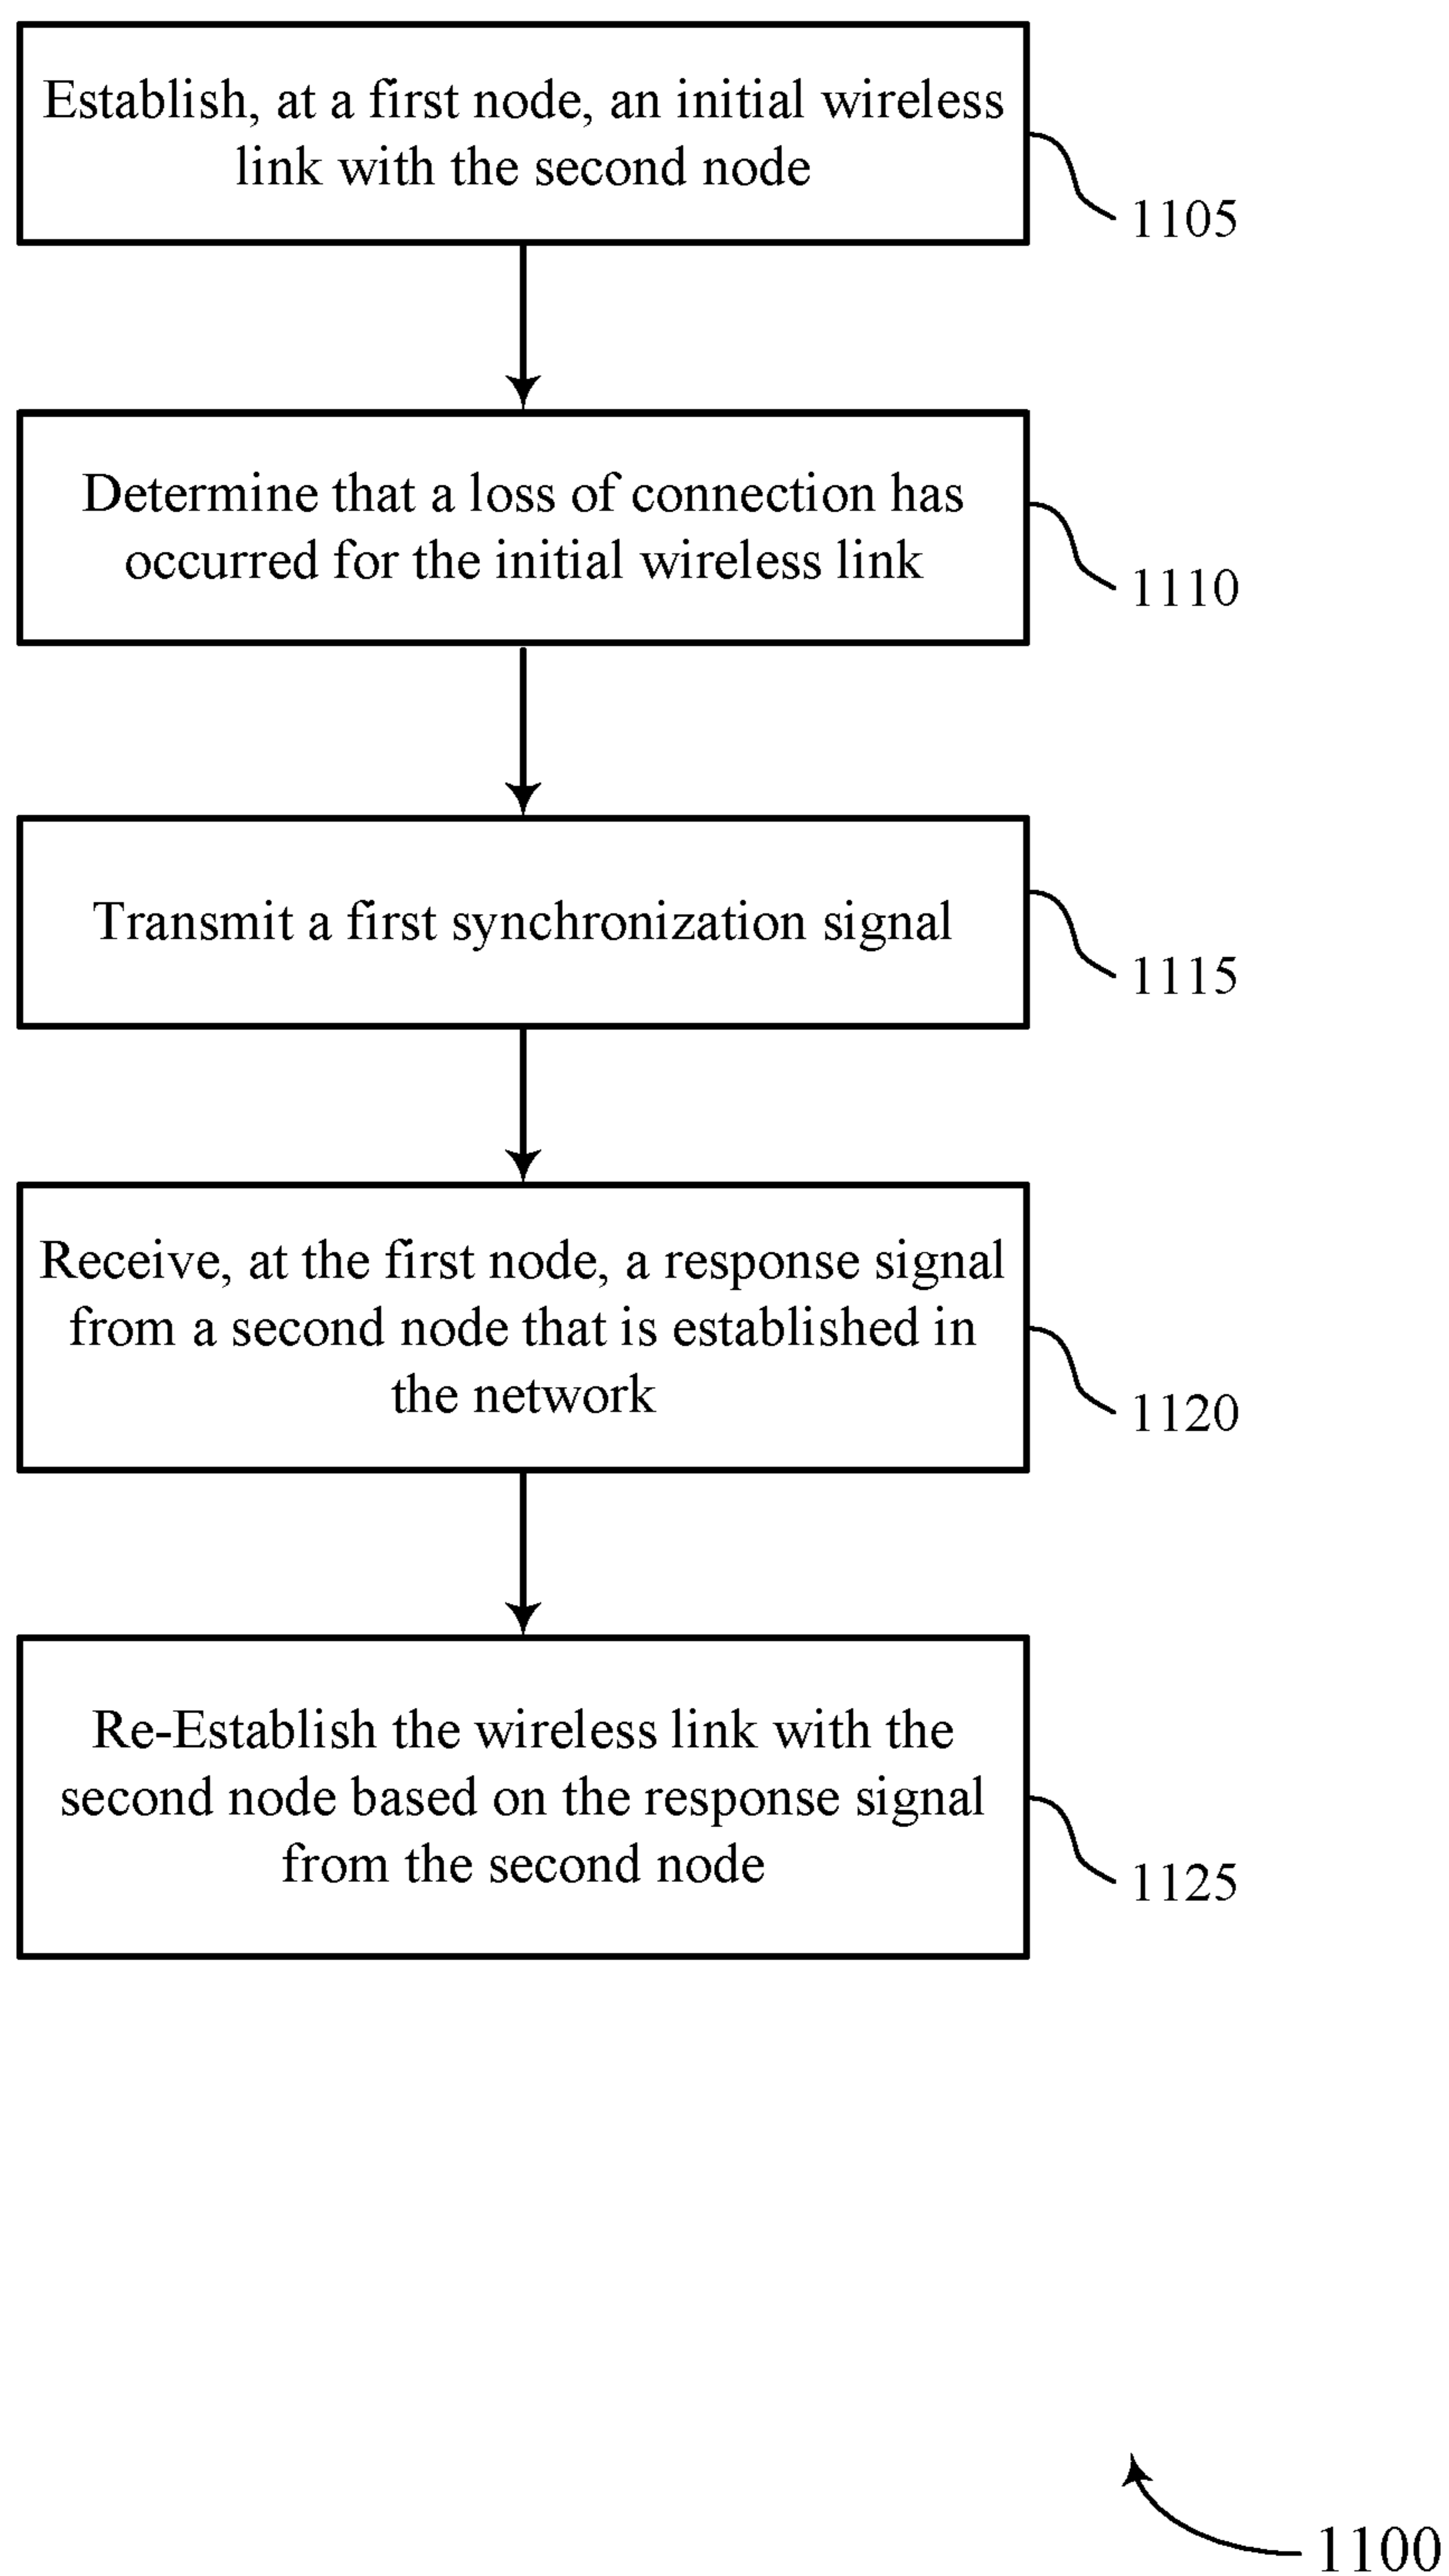 Establish, at a first node, an initial wireless
link with the second node
1105
Determine that a loss of connection has
occurred for the initial wireless link
1110
Transmit a first synchronization signal
1115
Receive, at the first node, a response signal
from a second node that is established in
the network
1120
Re-Establish the wireless link with the
second node based on the response signal
from the second node
1125
1100